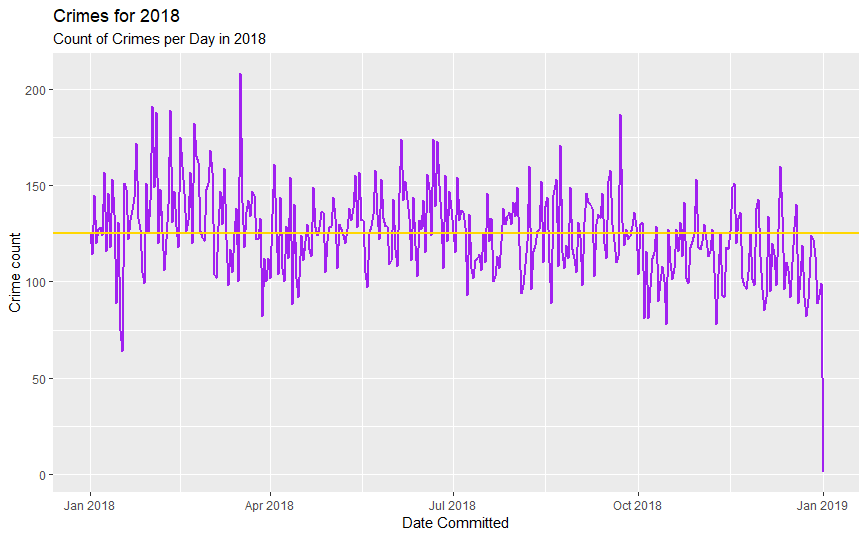 Crimes for 2018
Count of Crimes per Day in 2018
200
150
100
50
0
Crime count
Jan 2018 Apr 2018 Jul 2018 Oct 2018 Jan 2019
Date Committed